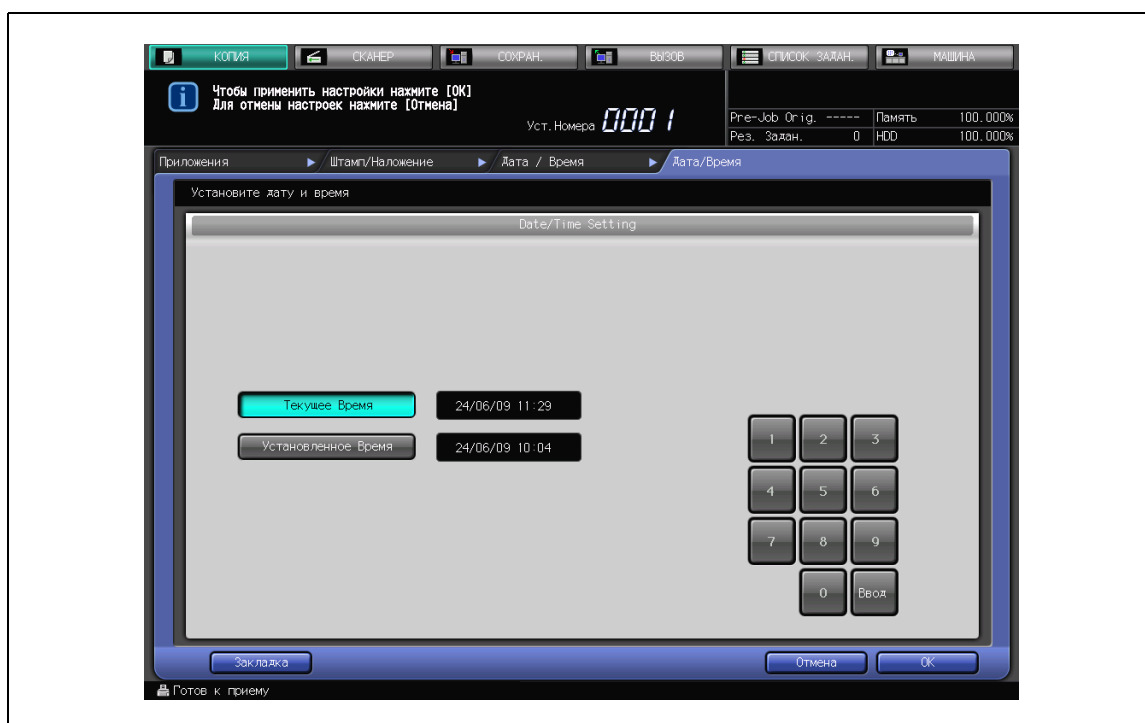 КОПИЯ СКАНЕР СОХРАН. ВЫЗОВ СПИСОК ЗАДАН. МАШИНА
Чтобы применить настройки нажмите [OK]
Для отмены настроек нажмите [Отмена]
Уст.Номера 0001
Pre-Job Orig. ----- Память 100.000%
Рез. Задан. 0 HDD 100.000%
Приложения Штамп/Наложение Дата / Время Дата/Время
Установите дату и время
Date/Time Setting
Текущее Время 24/06/09 11:29
Установленное Время 24/06/09 10:04
1 2 3
4 5 6
7 8 9
0 Ввод
Закладка Отмена OK
Готов к приему